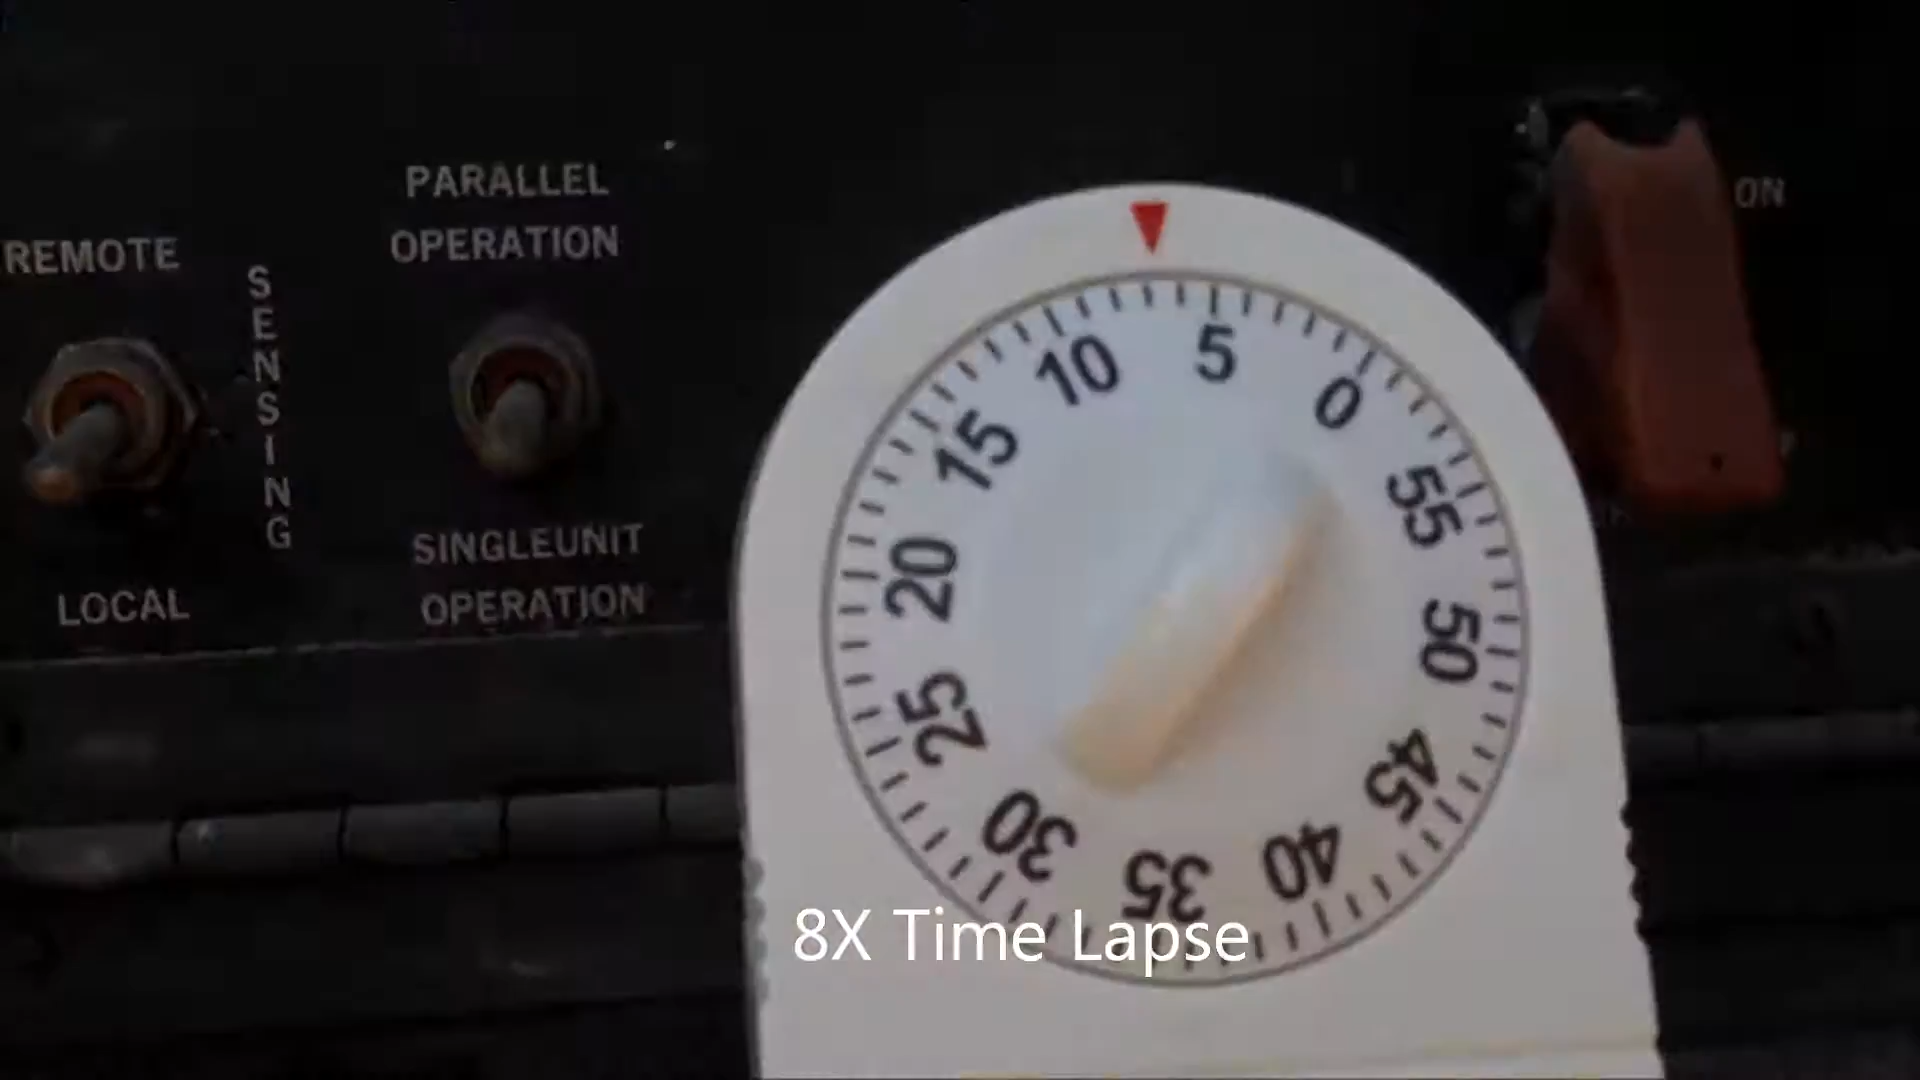 REMOTE
SENSING
LOCAL
PARALLEL
OPERATION
SINGLEUNIT
OPERATION
ON
0
5
10
15
20
25
30
35
40
45
50
55
8X Time Lapse